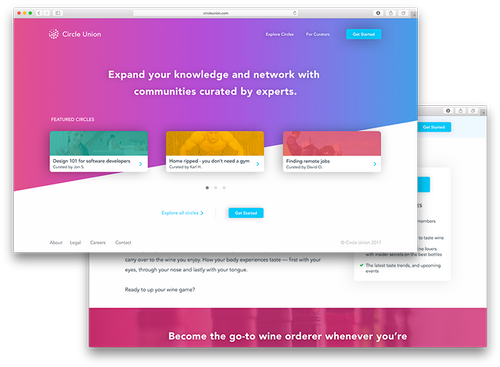 circleunion.com
Circle Union
Explore Circles
For Curators
Get Started
Expand your knowledge and network with
communities curated by experts.
FEATURED CIRCLES
Design 101 for software developers
Curated by Jon S.
Home ripped - you don't need a gym
Curated by Karl H.
Finding remote jobs
Curated by David O.
Explore all circles
Get Started
About
Legal
Careers
Contact
© Circle Union 2017
Get Started
members
to taste wine
lovers
with insider secrets on the best bottles
The latest taste trends, and upcoming
events
carry over to the wine you enjoy. How your body experiences taste — first with your
eyes, through your nose and lastly with your tongue.
Ready to up your wine game?
Become the go-to wine orderer whenever you're